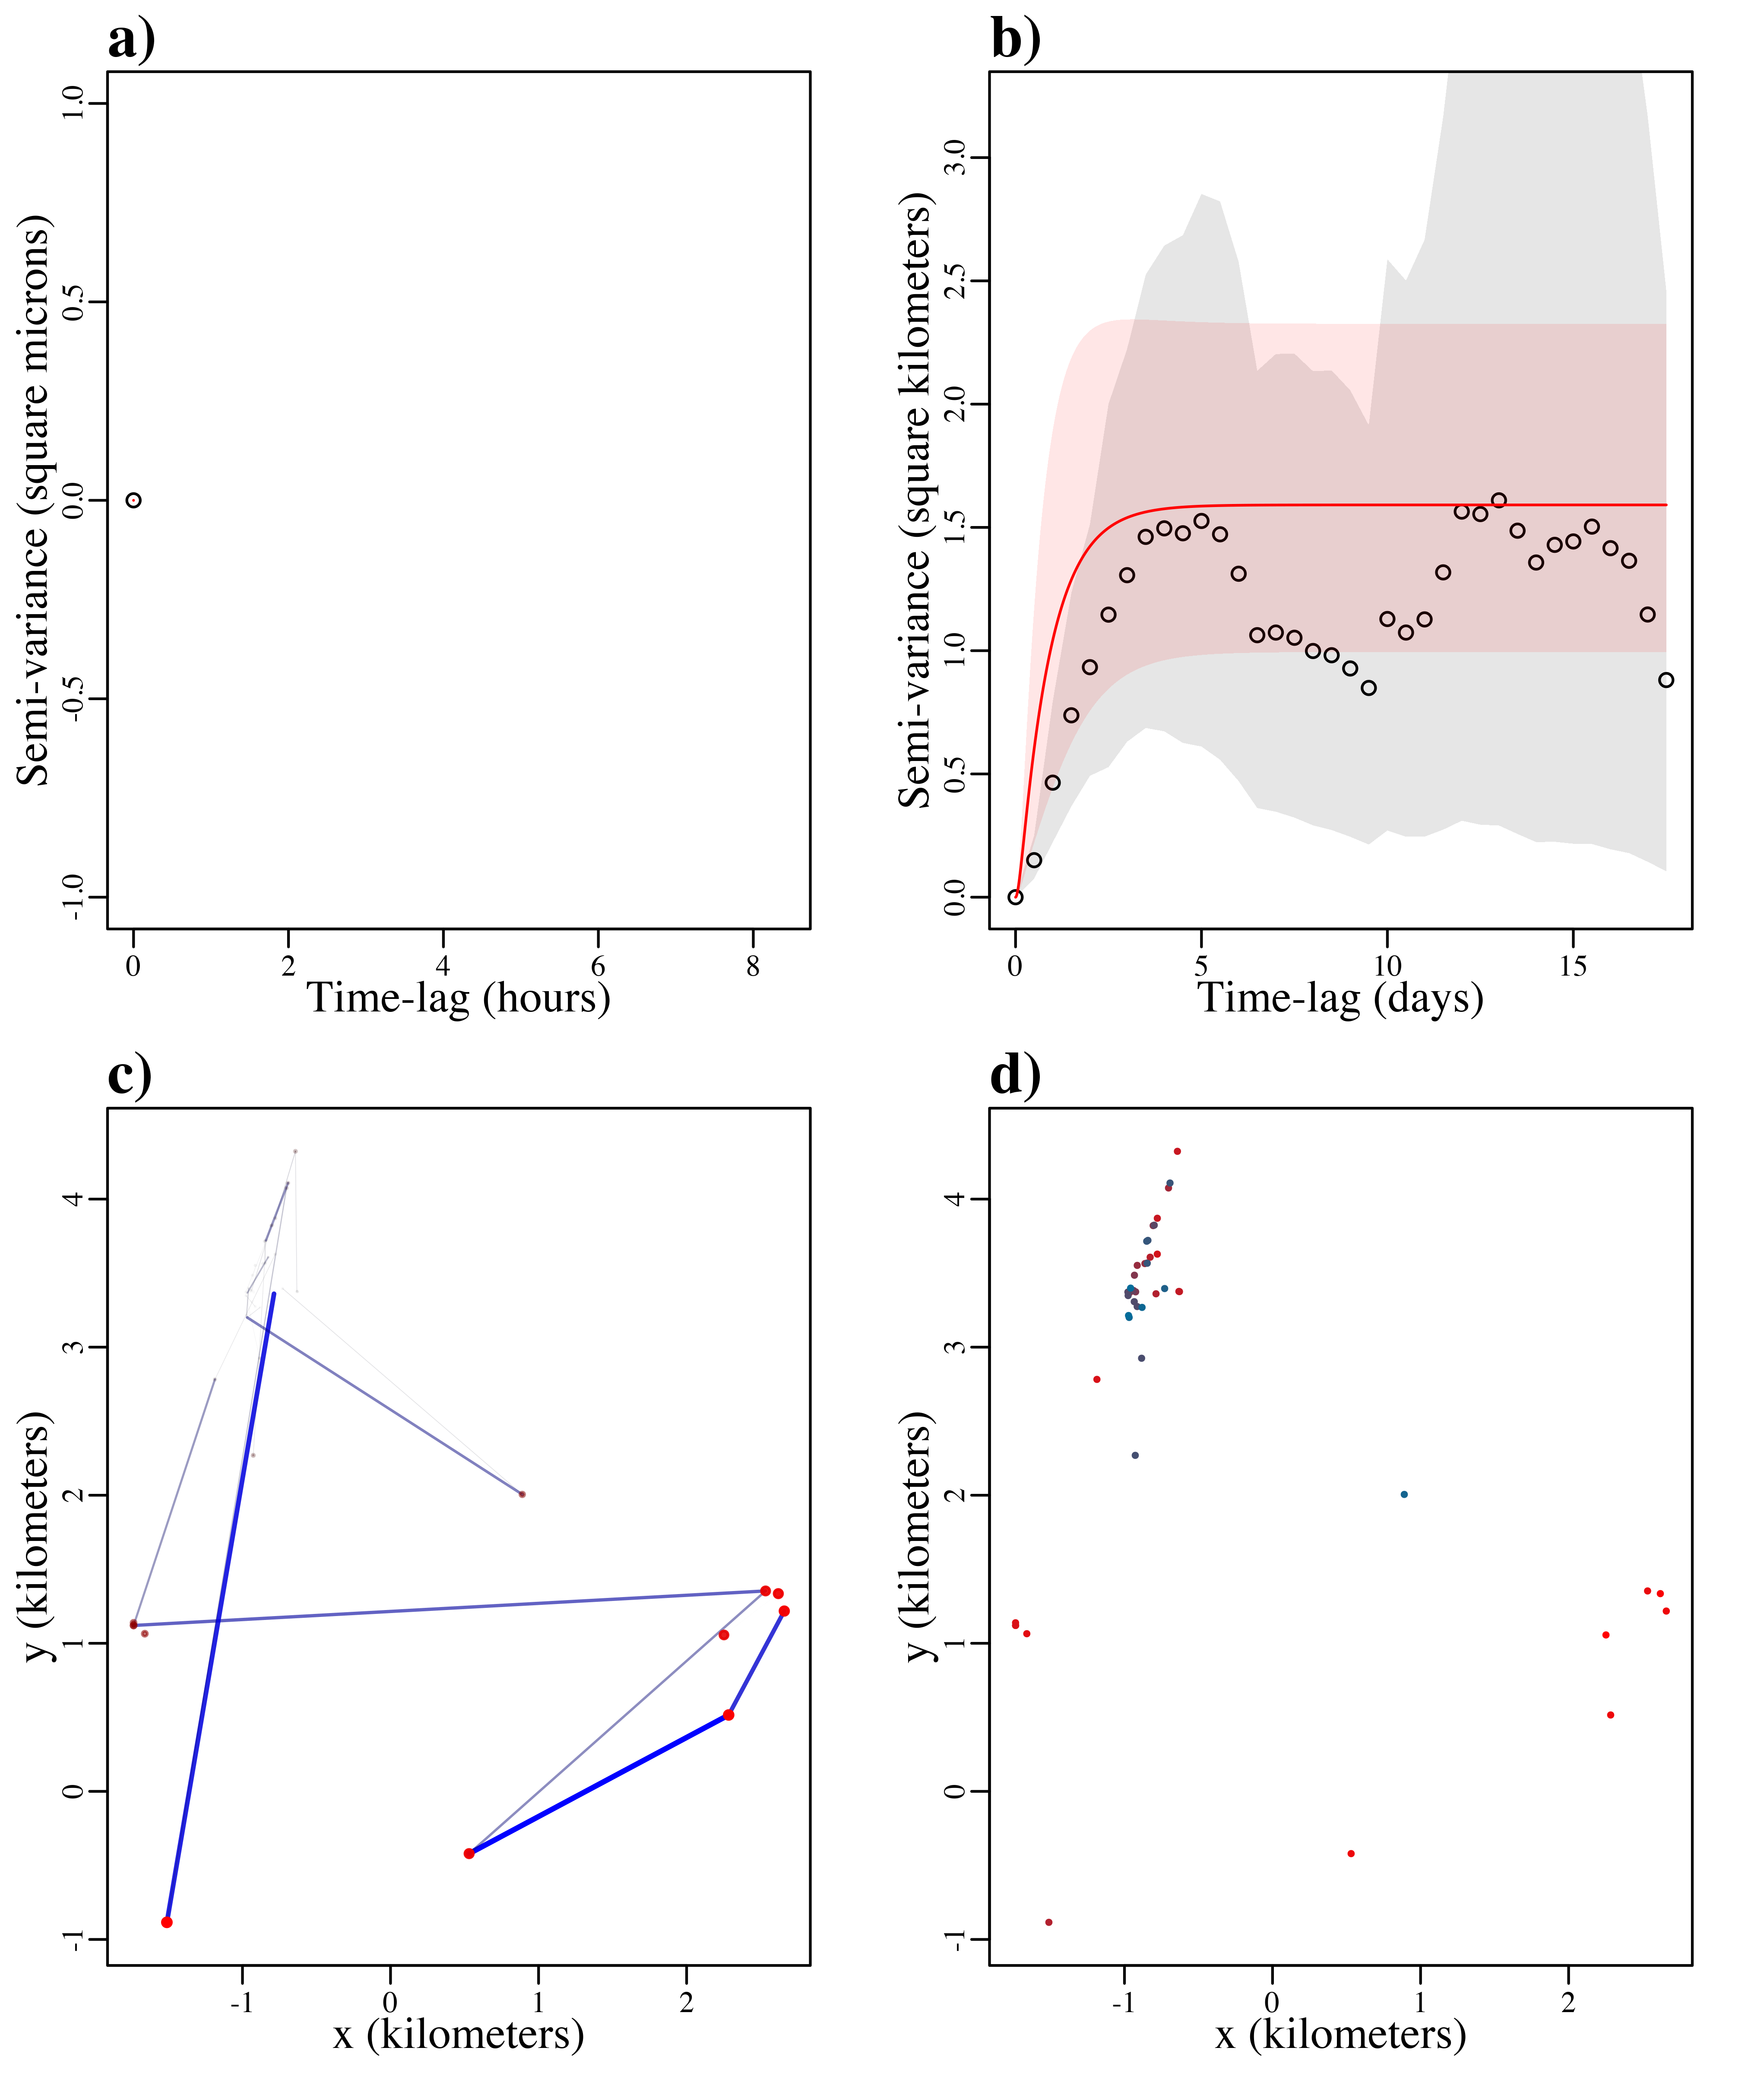 a)
Semi-variance (square microns)
1.0
0.5
0.0
-0.5
-1.0
0 2 4 6 8
Time-lag (hours)
b)
Semi-variance (square kilometers)
3.0
2.5
2.0
1.5
1.0
0.5
0.0
0 5 10 15
Time-lag (days)
c)
y (kilometers)
4
3
2
1
0
-1
-1 0 1 2
x (kilometers)
d)
y (kilometers)
4
3
2
1
0
-1
-1 0 1 2
x (kilometers)